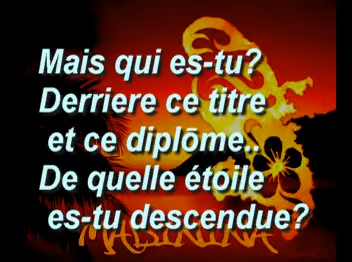 Mais qui es-tu?
Derriere ce titre
et ce diplōme..
De quelle étoile
es-tu descendue?